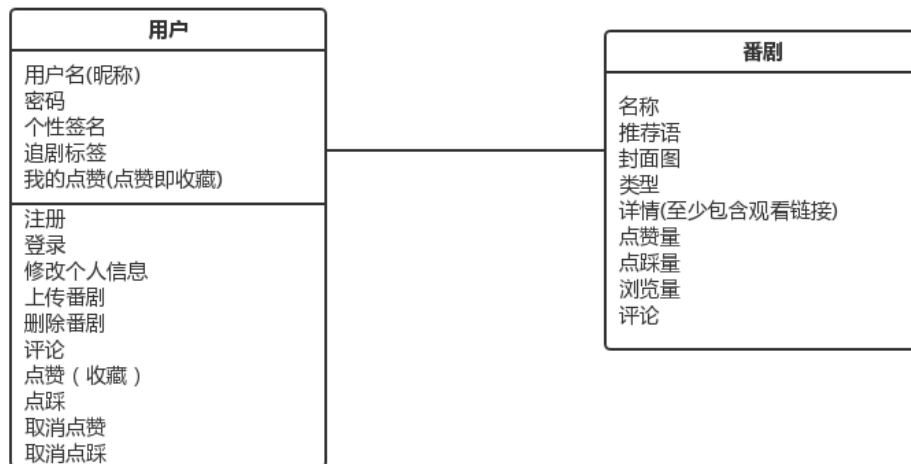 用户
用户名(昵称)
密码
个性签名
追剧标签
我的点赞(点赞即收藏)
注册
登录
修改个人信息
上传番剧
删除番剧
评论
点赞（收藏）
点踩
取消点赞
取消点踩
番剧
名称
推荐语
封面图
类型
详情(至少包含观看链接)
点赞量
点踩量
浏览量
评论